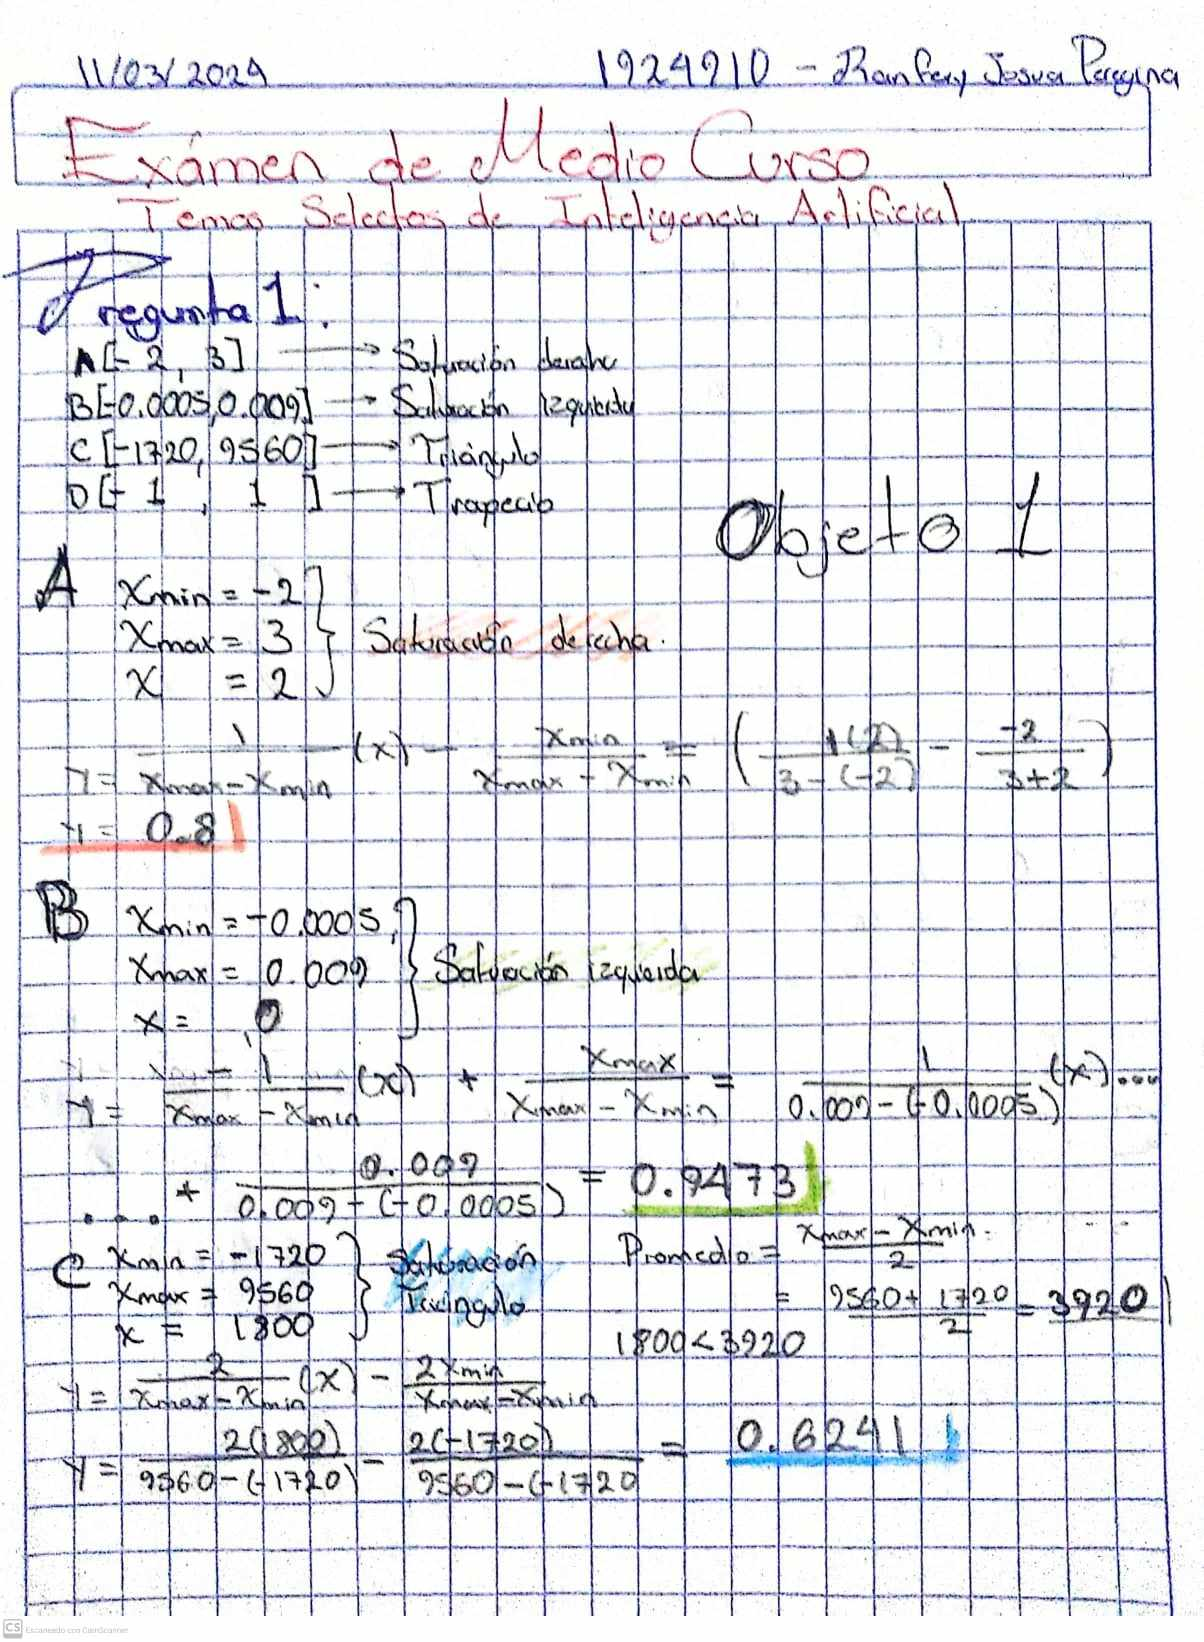 11/03/2024 1924910 - Ranfery Josua Peregrina
Exámen de Medio Curso
Temas Selectos de Inteligencia Artificial
Pregunta 1:
A [-2, 3] → Saturación derecha
B [-0.0005, 0.009] → Saturación izquierda
C [-1720, 9560] → Triángulo
D [-1, 1] → Trapecio
Objeto 1
A Xmin = -2
Xmax = 3 } Saturación derecha.
X = 2
Y = 1/(Xmax - Xmin) (x) - Xmin/(Xmax - Xmin) = (1(2)/(3-(-2)) - -2/(3+2))
Y = 0.8
B Xmin = -0.0005
Xmax = 0.009 } Saturación izquierda
x = 0
Y = -1/(Xmax - Xmin) (x) + Xmax/(Xmax - Xmin) = 1/(0.009-(-0.0005)) (x)...
... + 0.009/(0.009-(-0.0005)) = 0.9473
C Xmin = -1720 } Saturación Promedio = (Xmax - Xmin)/2
Xmax = 9560 Triángulo = (9560+1720)/2 = 3920
x = 1800 1800<3920
Y = 2/(Xmax - Xmin) (x) - 2Xmin/(Xmax - Xmin)
Y = 2(1800)/(9560-(-1720)) - 2(-1720)/(9560-(-1720) = 0.6241
CS Escaneado con CamScanner